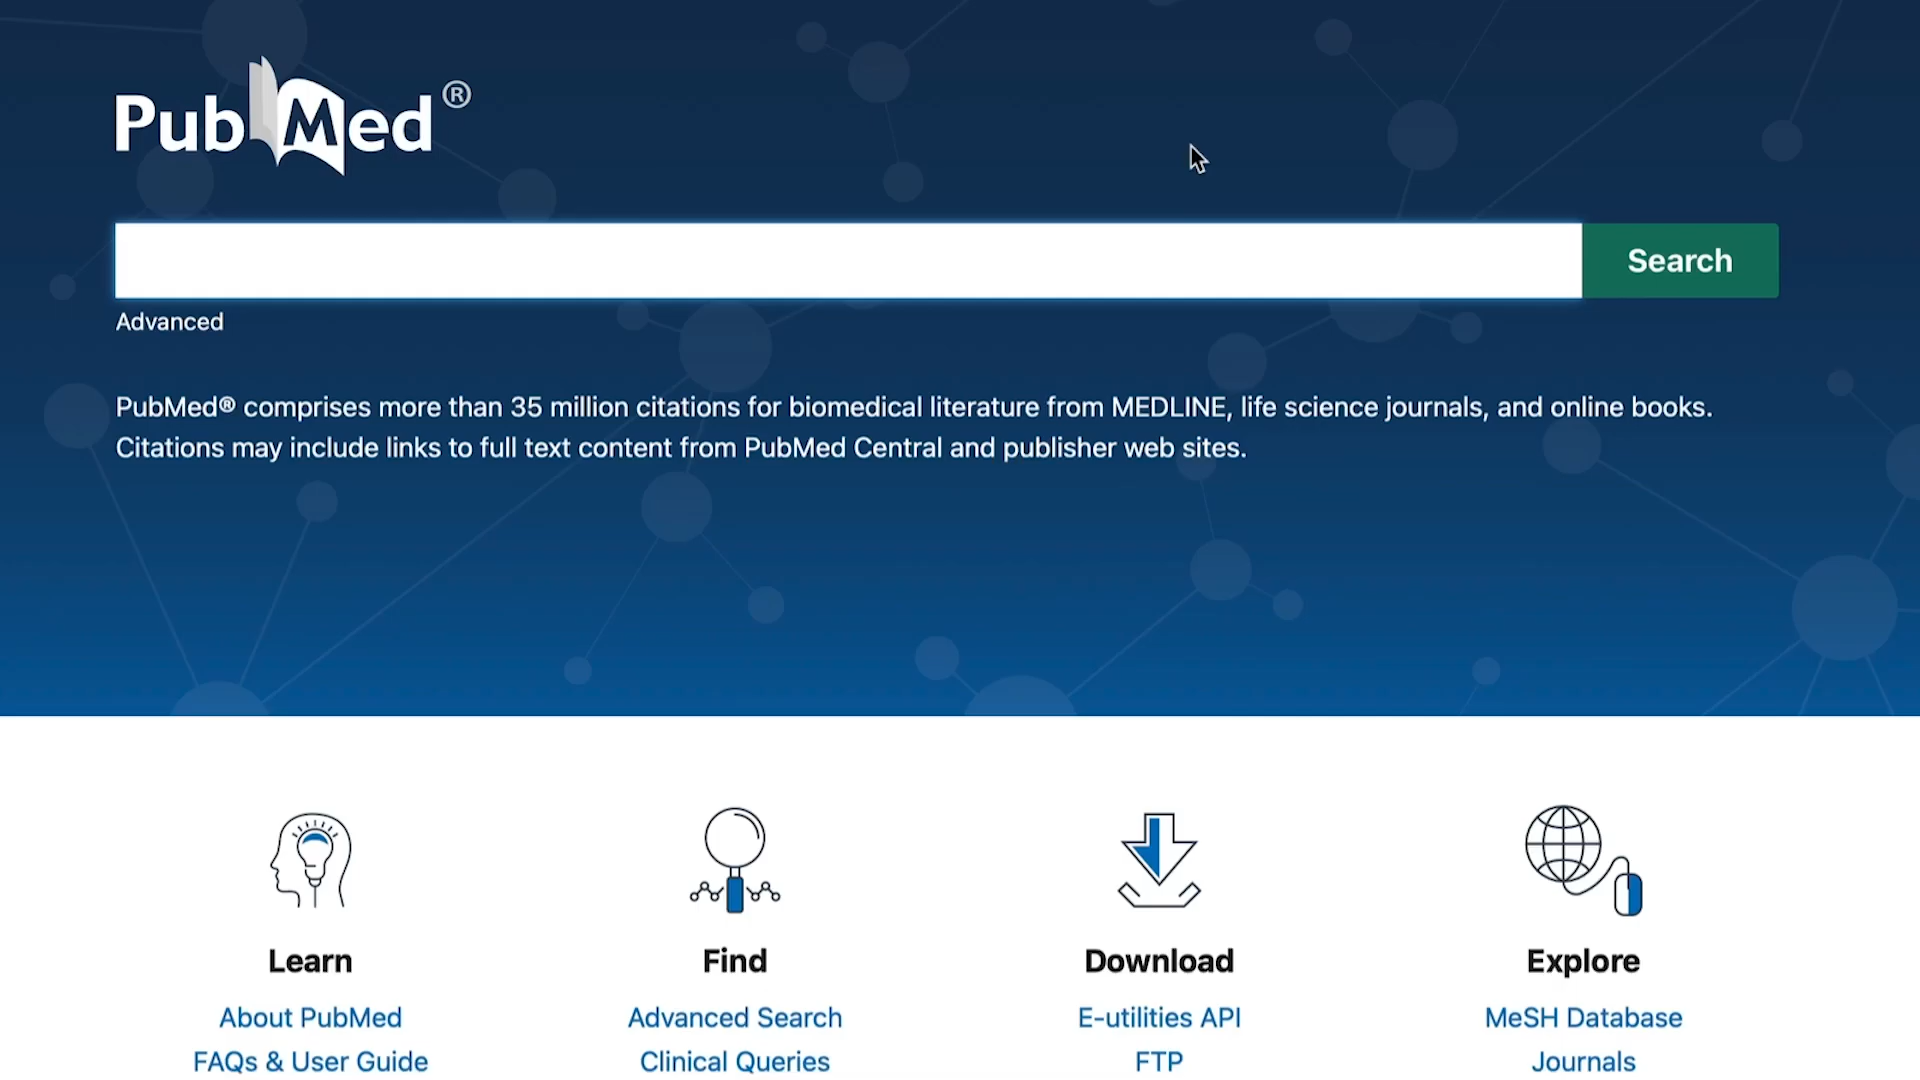 PubMed®
Search
Advanced
PubMed® comprises more than 35 million citations for biomedical literature from MEDLINE, life science journals, and online books.
Citations may include links to full text content from PubMed Central and publisher web sites.
Learn
Find
Download
Explore
About PubMed
Advanced Search
E-utilities API
MeSH Database
FAQs & User Guide
Clinical Queries
FTP
Journals